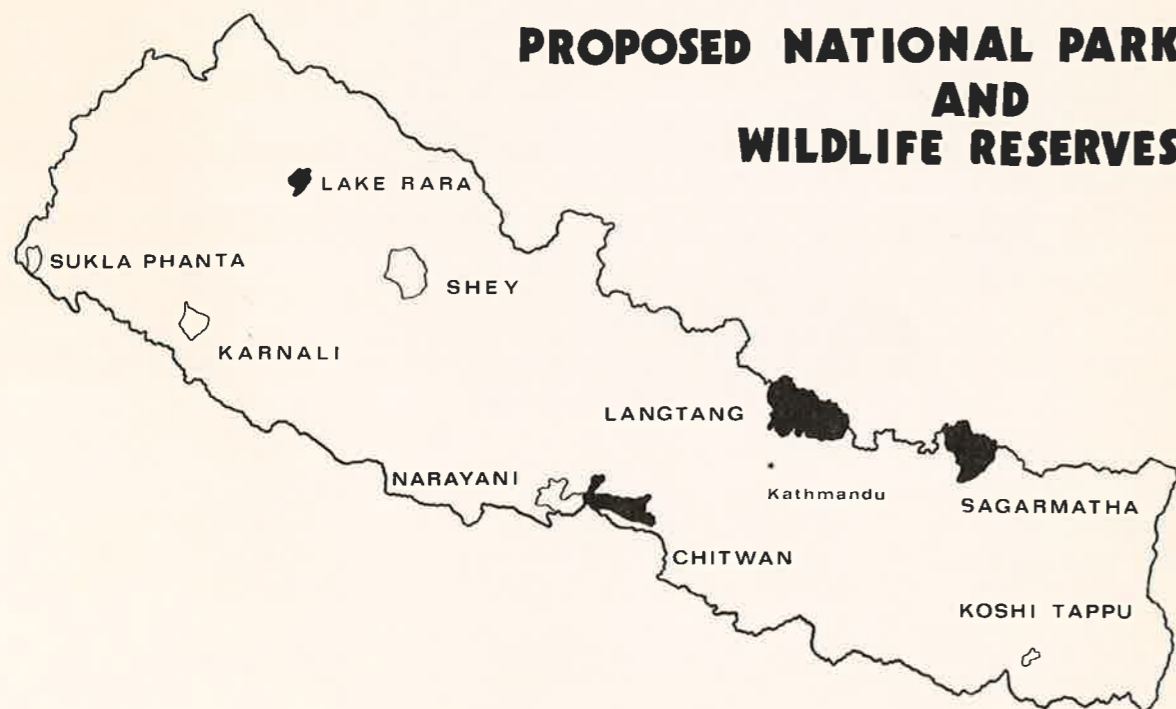 PROPOSED NATIONAL PARK
AND
WILDLIFE RESERVES
LAKE RARA
SUKLA PHANTA
SHEY
KARNALI
LANGTANG
NARAYANI
Kathmandu
SAGARMATHA
CHITWAN
KOSHI TAPPU